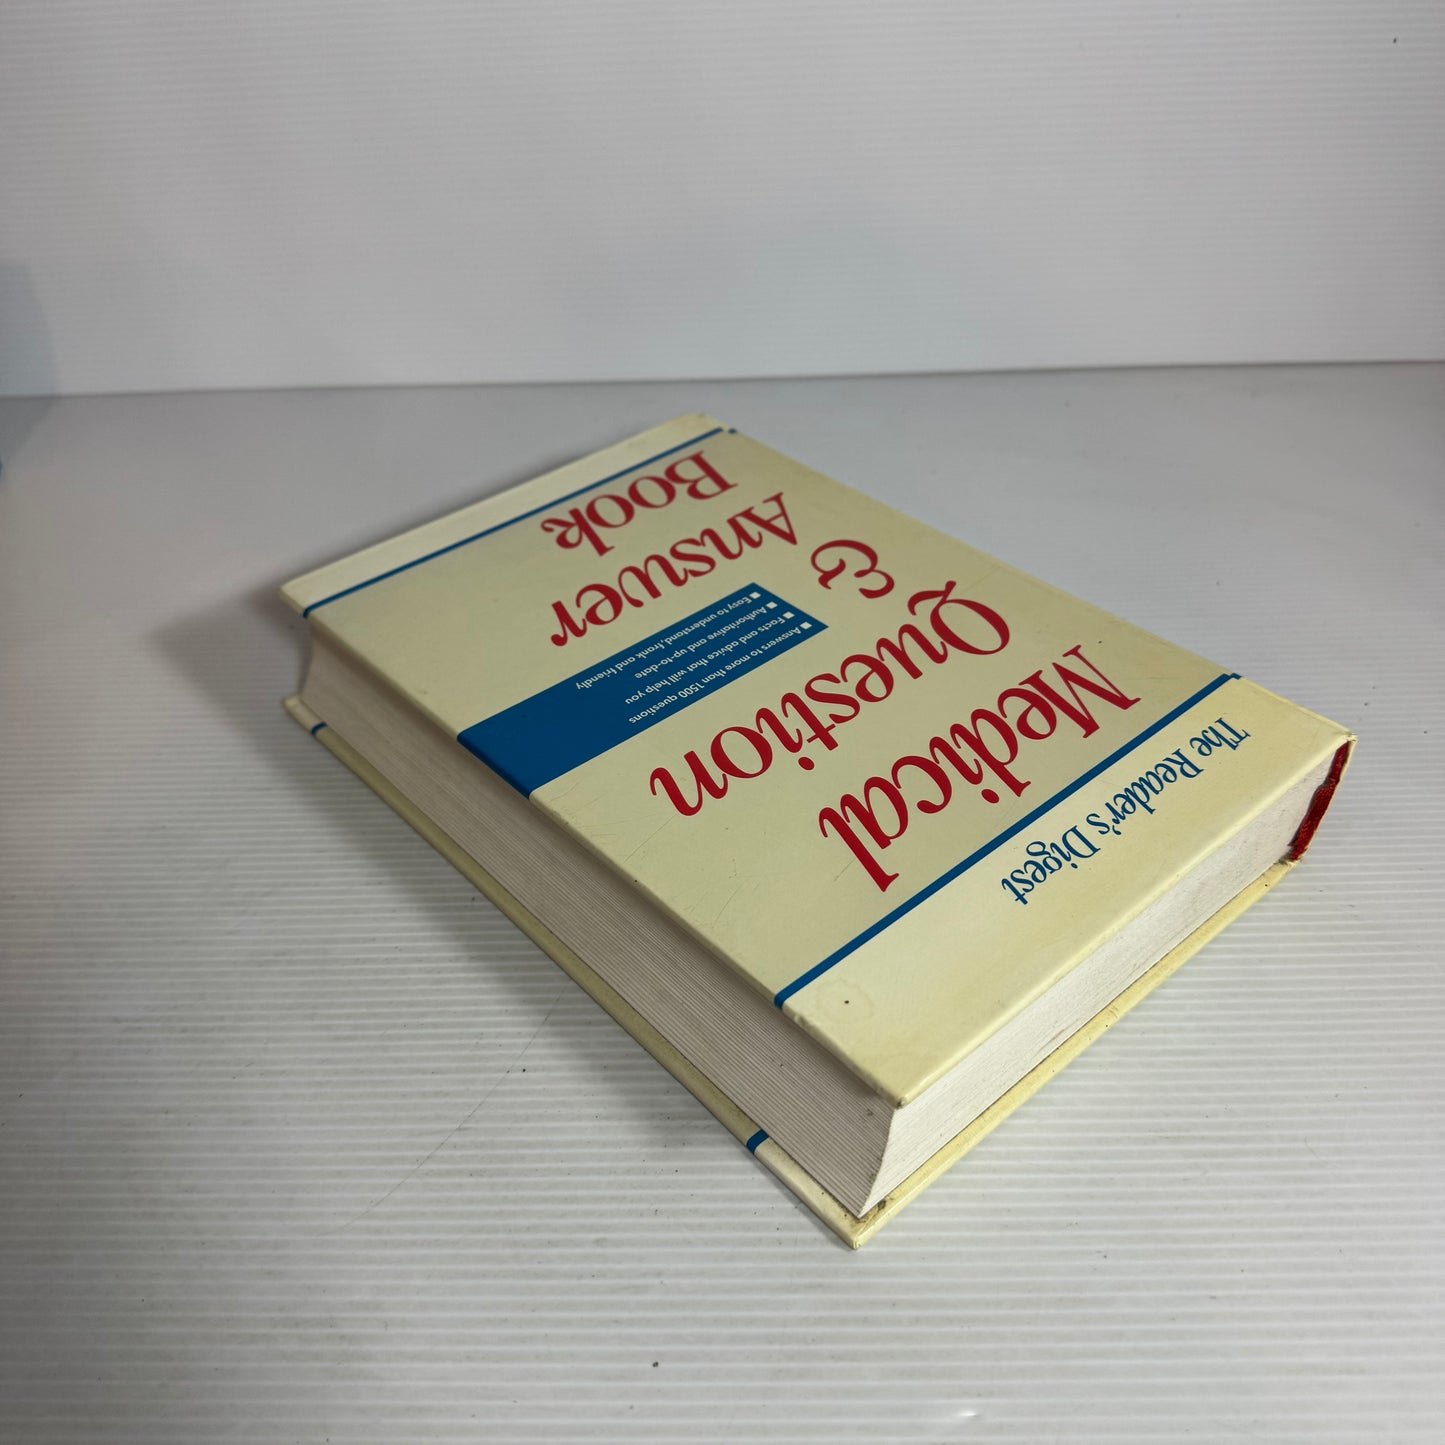 The Reader's Digest
Medical
Question
&
Answer
Book
Answers to more than 1500 questions
Facts and advice that will help you
Authoritative and up-to-date
Easy to understand, frank and friendly